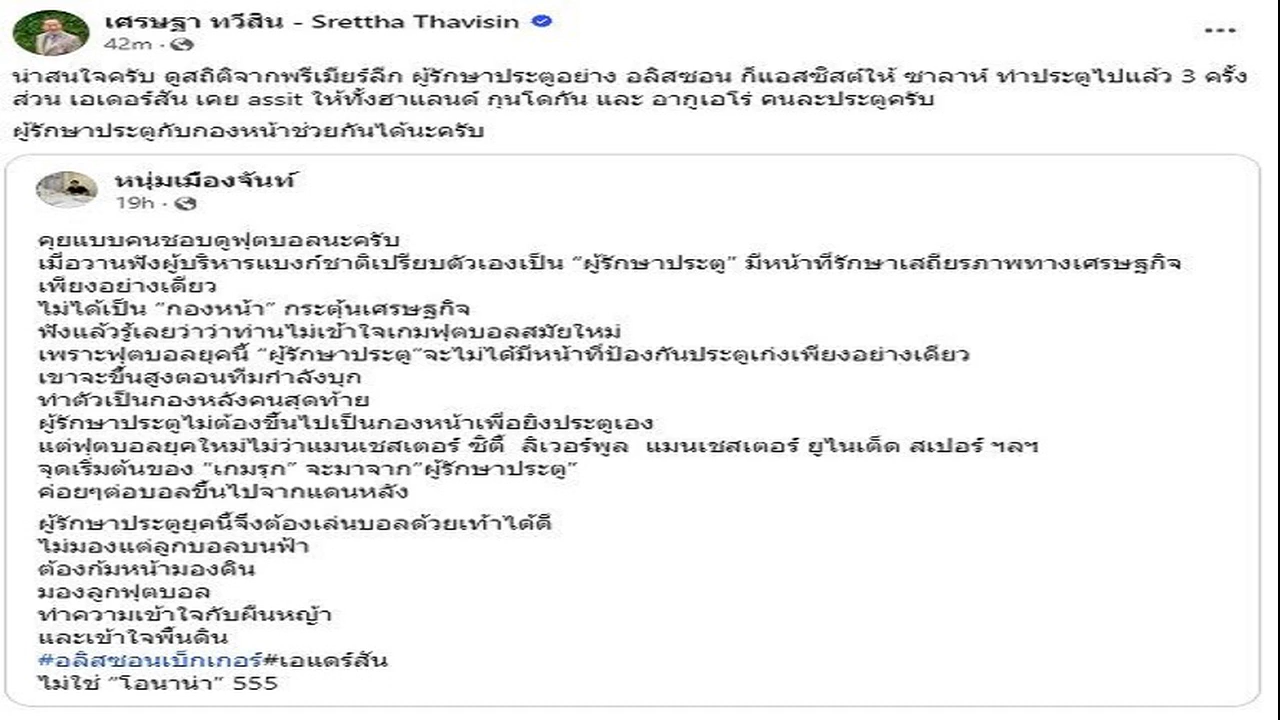 เศรษฐา ทวีสิน - Srettha Thavisin
42m ·
น่าสนใจครับ ดูสถิติจากพรีเมียร์ลีก ผู้รักษาประตูอย่าง อลิสซอน ก็แอสซิสต์ให้ ซาลาห์ ทำประตูไปแล้ว 3 ครั้ง
ส่วน เอเดอร์สัน เคย assit ให้ทั้งฮาแลนด์ กุนโดกัน และ อากูเอโร่ คนละประตูครับ
ผู้รักษาประตูกับกองหน้าช่วยกันได้นะครับ
หนุ่มเมืองจันท์
19h ·
คุยแบบคนชอบดูฟุตบอลนะครับ
เมื่อวานฟังผู้บริหารแบงก์ชาติเปรียบตัวเองเป็น “ผู้รักษาประตู” มีหน้าที่รักษาเสถียรภาพทางเศรษฐกิจ
เพียงอย่างเดียว
ไม่ได้เป็น “กองหน้า” กระตุ้นเศรษฐกิจ
ฟังแล้วรู้เลยว่าว่าท่านไม่เข้าใจเกมฟุตบอลสมัยใหม่
เพราะฟุตบอลยุคนี้ “ผู้รักษาประตู”จะไม่ได้มีหน้าที่ป้องกันประตูเก่งเพียงอย่างเดียว
เขาจะขึ้นสูงตอนทีมกำลังบุก
ทำตัวเป็นกองหลังคนสุดท้าย
ผู้รักษาประตูไม่ต้องขึ้นไปเป็นกองหน้าเพื่อยิงประตูเอง
แต่ฟุตบอลยุคใหม่ไม่ว่าแมนเชสเตอร์ ซิตี้ ลิเวอร์พูล แมนเชสเตอร์ ยูไนเต็ด สเปอร์ ฯลฯ
จุดเริ่มต้นของ “เกมรุก” จะมาจาก“ผู้รักษาประตู”
ค่อยๆต่อบอลขึ้นไปจากแดนหลัง
ผู้รักษาประตูยุคนี้จึงต้องเล่นบอลด้วยเท้าได้ดี
ไม่มองแต่ลูกบอลบนฟ้า
ต้องก้มหน้ามองดิน
มองลูกฟุตบอล
ทำความเข้าใจกับผืนหญ้า
และเข้าใจพื้นดิน
#อลิสซอนเบ็กเกอร์#เอแดร์สัน
ไม่ใช่ “โอนาน่า” 555